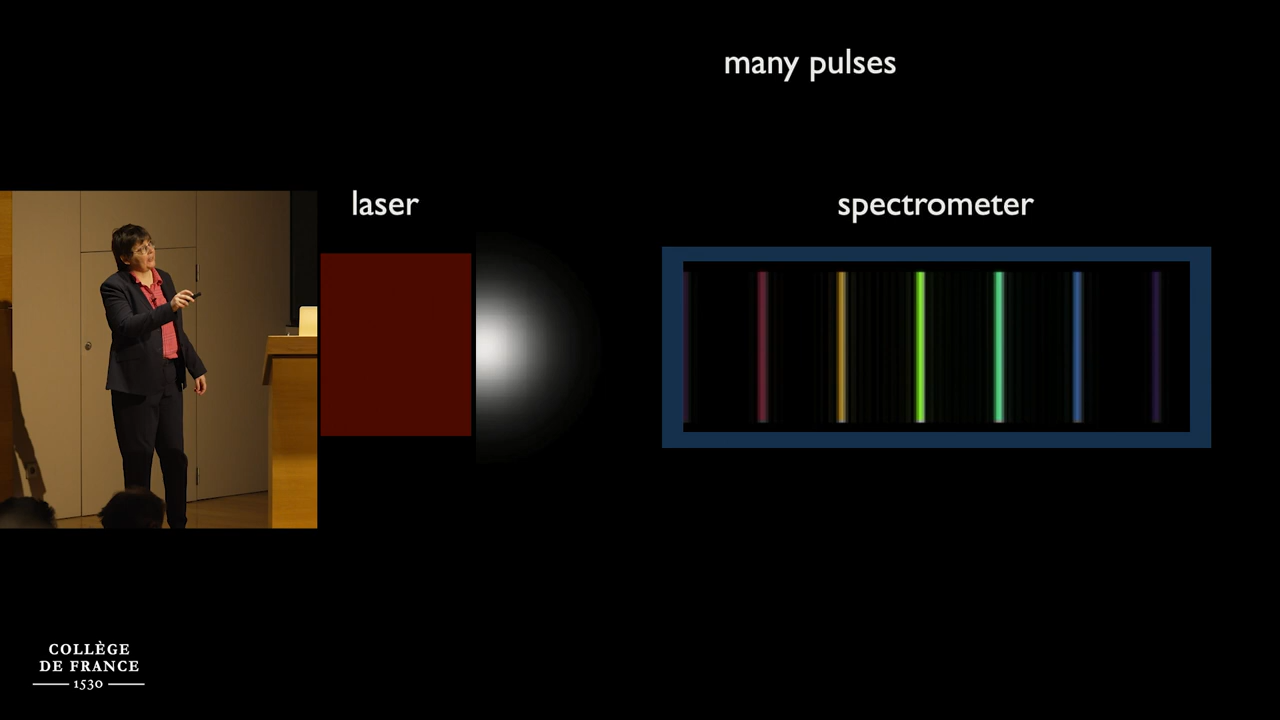 many pulses
laser
spectrometer
COLLÈGE
DE FRANCE
1530